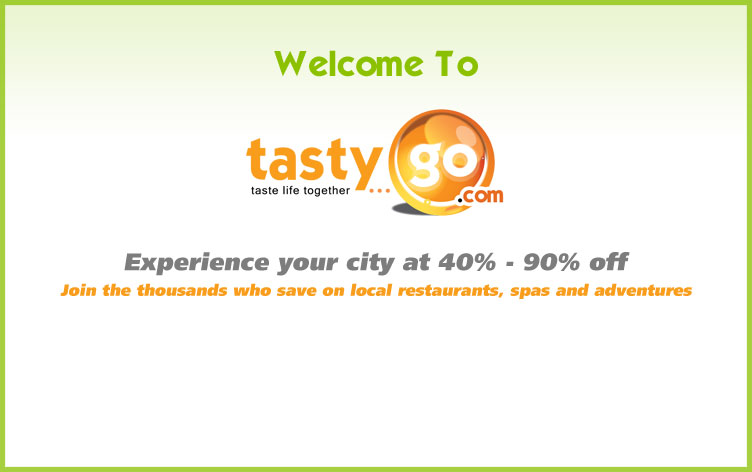 Welcome To
tasty go
taste life together ... .com
Experience your city at 40% - 90% off
Join the thousands who save on local restaurants, spas and adventures